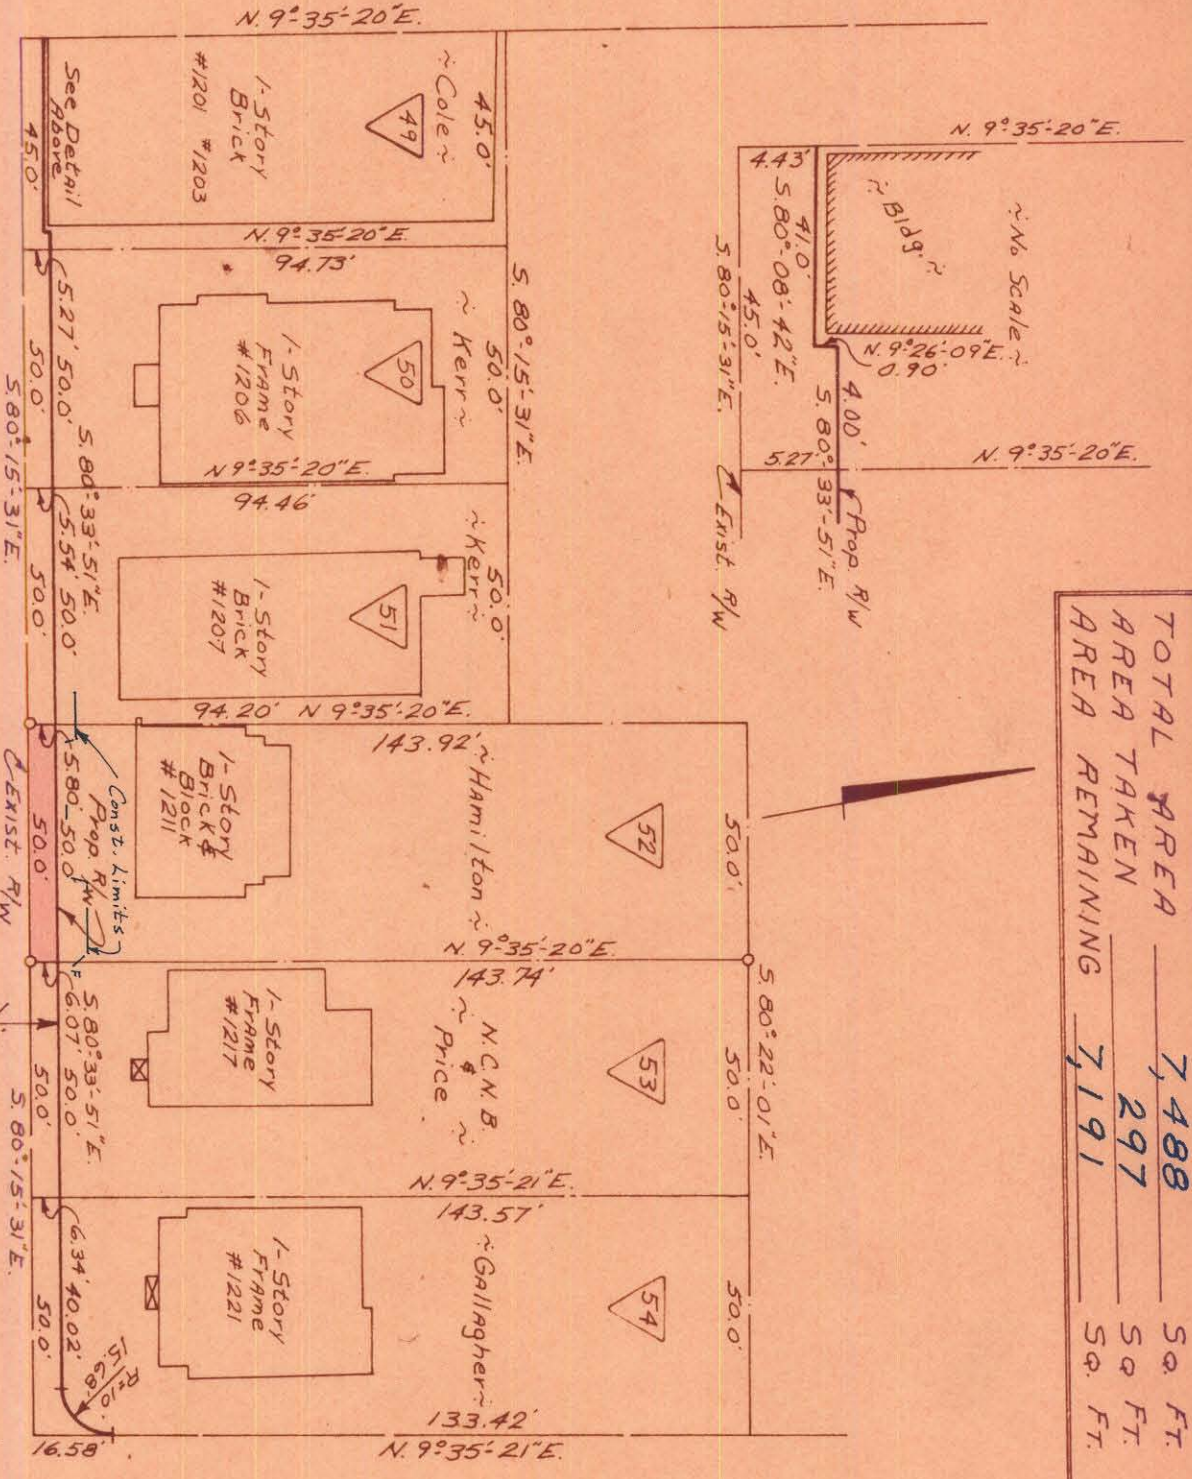 TOTAL AREA 7,488 SQ. FT.
AREA TAKEN 297 SQ FT.
AREA REMAINING 7,191 SQ. FT.
N. 9°-35'-20"E.
~ No Scale ~
~ Bldg. ~
4.43'
41.0'
S. 80°-08'-42"E.
45.0'
S. 80°-15'-31"E.
N. 9°-26'-09"E.
0.90'
4.00'
S. 80°-33'-51"E.
5.27'
N. 9°-35'-20"E.
Prop. R/W
Exist. R/W
N. 9°-35'-20"E.
45.0'
~ Cole ~
49
1-Story
Brick
#1201 #1203
See Detail
Above
45.0'
N. 9°-35'-20"E.
94.73'
S. 80°-15'-31"E.
50.0'
~ Kerr ~
50
1-Story
Frame
#1206
5.27' 50.0'
S. 80°-33'-51"E.
50.0'
S. 80°-15'-31"E.
N 9°-35'-20"E.
94.46'
50.0'
~ Kerr ~
51
1-Story
Brick
#1207
5.54' 50.0'
50.0'
94.20' N 9°-35'-20"E.
143.92'
50.0'
52
~ Hamilton ~
1-Story
Brick &
Block
#1211
Const. Limits
Prop. R/W
5.80' 50.0'
50.0'
Exist. R/W
N. 9°-35'-20"E.
143.74'
S. 80°-22'-01"E.
50.0'
53
N.C.N.B.
&
~ Price ~
1-Story
Frame
#1217
F
S. 80°-33'-51"E.
6.07' 50.0'
50.0'
S. 80°-15'-31"E.
N. 9°-35'-21"E.
143.57'
50.0'
54
~ Gallagher ~
1-Story
Frame
#1221
6.34' 40.02'
R=10'
15.68'
50.0'
133.42'
16.58'
N. 9°-35'-21"E.